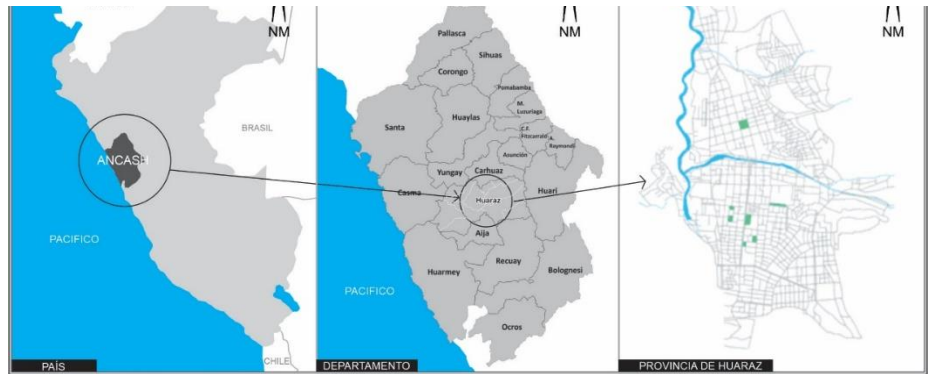 NM
BRASIL
ANCASH
PACIFICO
CHILE
PAÍS
NM
Pallasca
Sihuas
Corongo
Pomabamba
M.
Luzuriaga
Huaylas
Santa
C.F.
Fitzcarrald
A.
Raymondi
Asunción
Yungay
Carhuaz
Casma
Huari
Huaraz
Aija
Recuay
Huarmey
Bolognesi
PACIFICO
Ocros
DEPARTAMENTO
NM
PROVINCIA DE HUARAZ